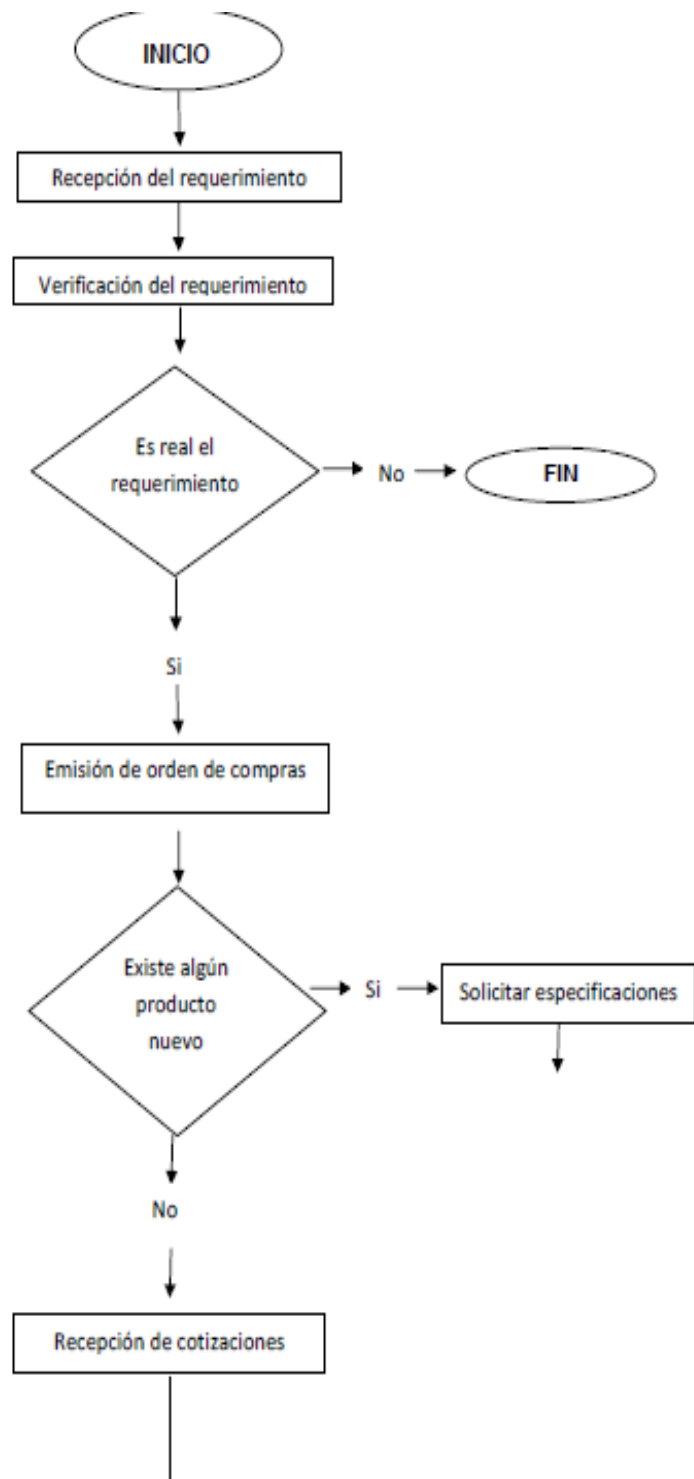 INICIO
Recepción del requerimiento
Verificación del requerimiento
Es real el
requerimiento
No
FIN
Si
Emisión de orden de compras
Existe algún
producto
nuevo
Si
Solicitar especificaciones
No
Recepción de cotizaciones